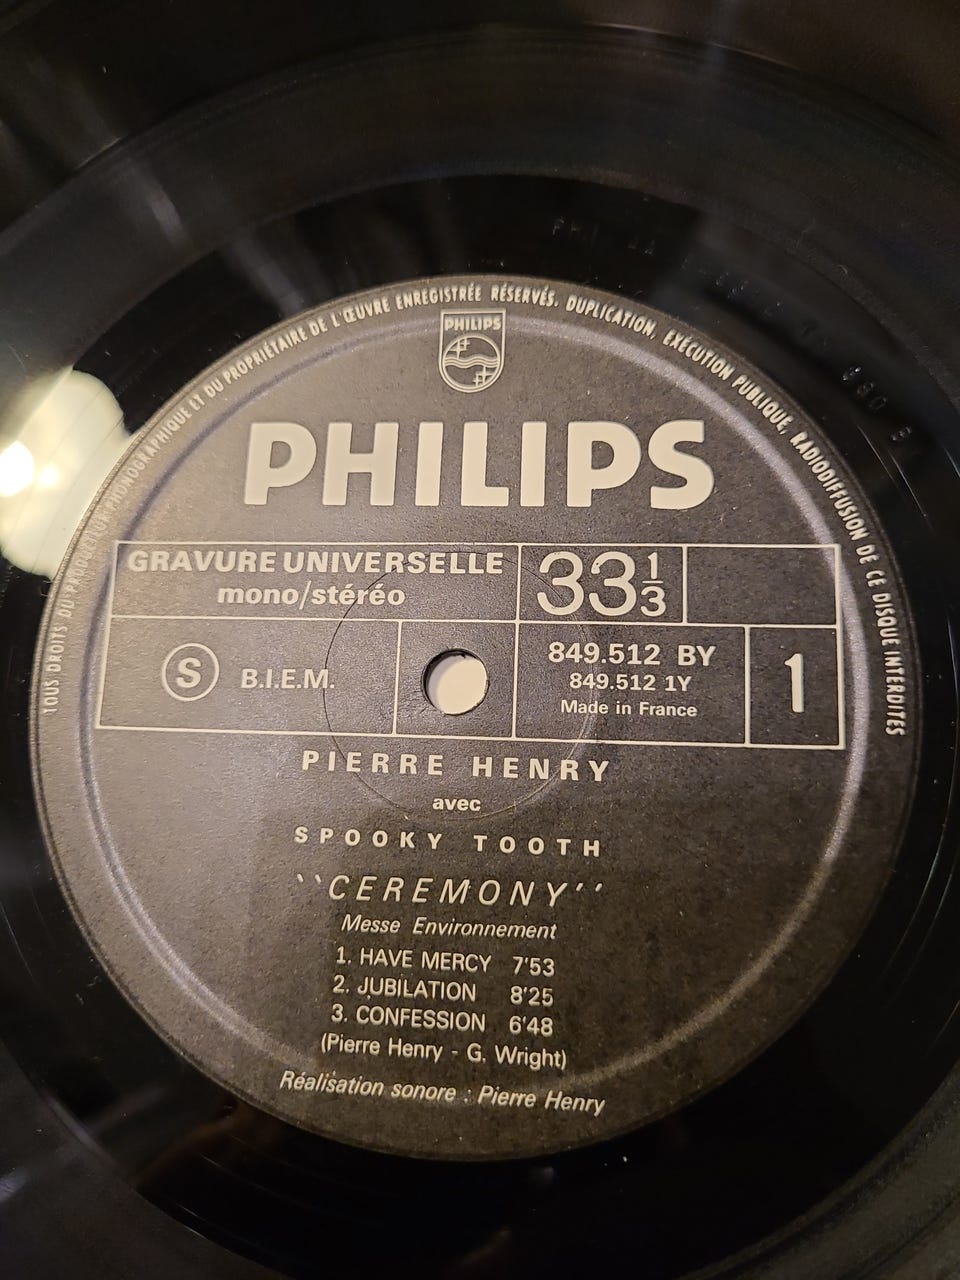 TOUS DROITS DU PRODUCTEUR PHONOGRAPHIQUE ET DU PROPRIÉTAIRE DE L'ŒUVRE ENREGISTRÉE RÉSERVÉS. DUPLICATION, EXÉCUTION PUBLIQUE, RADIODIFFUSION DE CE DISQUE INTERDITES
PHILIPS
PHILIPS
GRAVURE UNIVERSELLE
mono/stéréo
33 1/3
S B.I.E.M.
849.512 BY
849.512 1Y
Made in France
1
PIERRE HENRY
avec
SPOOKY TOOTH
``CEREMONY''
Messe Environnement
1. HAVE MERCY 7'53
2. JUBILATION 8'25
3. CONFESSION 6'48
(Pierre Henry - G. Wright)
Réalisation sonore : Pierre Henry